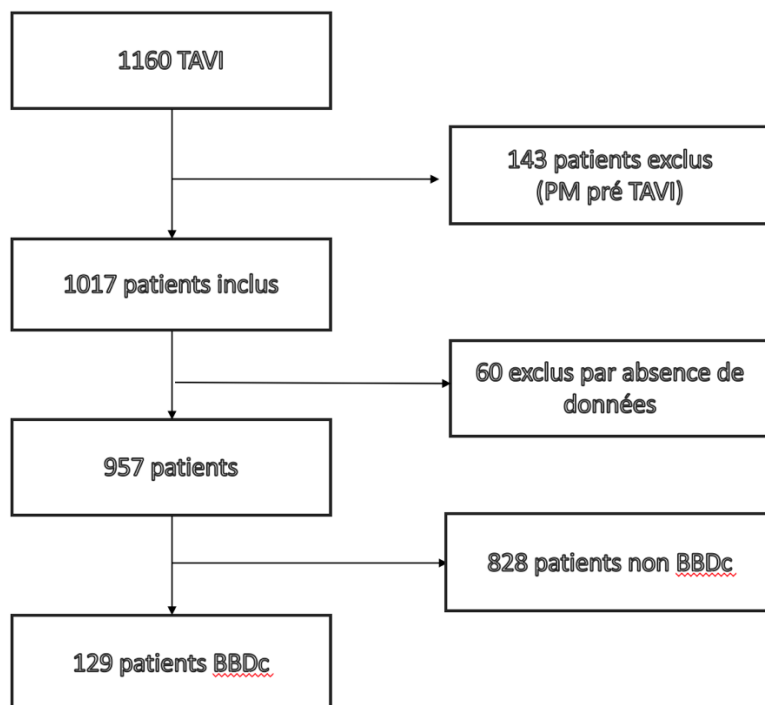 1160 TAVI
143 patients exclus
(PM pré TAVI)
1017 patients inclus
60 exclus par absence de
données
957 patients
828 patients non BBDc
129 patients BBDc